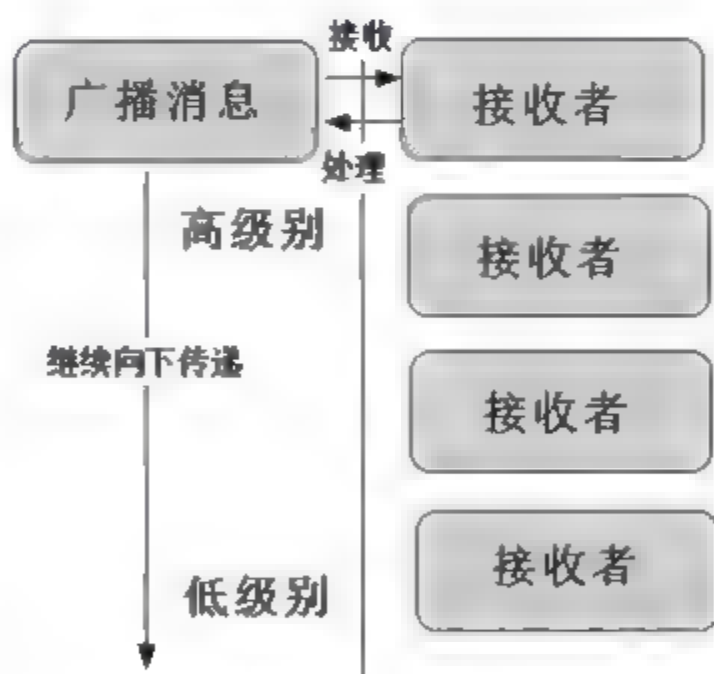 接收
广播消息
接收者
处理
高级别
接收者
继续向下传递
接收者
低级别
接收者